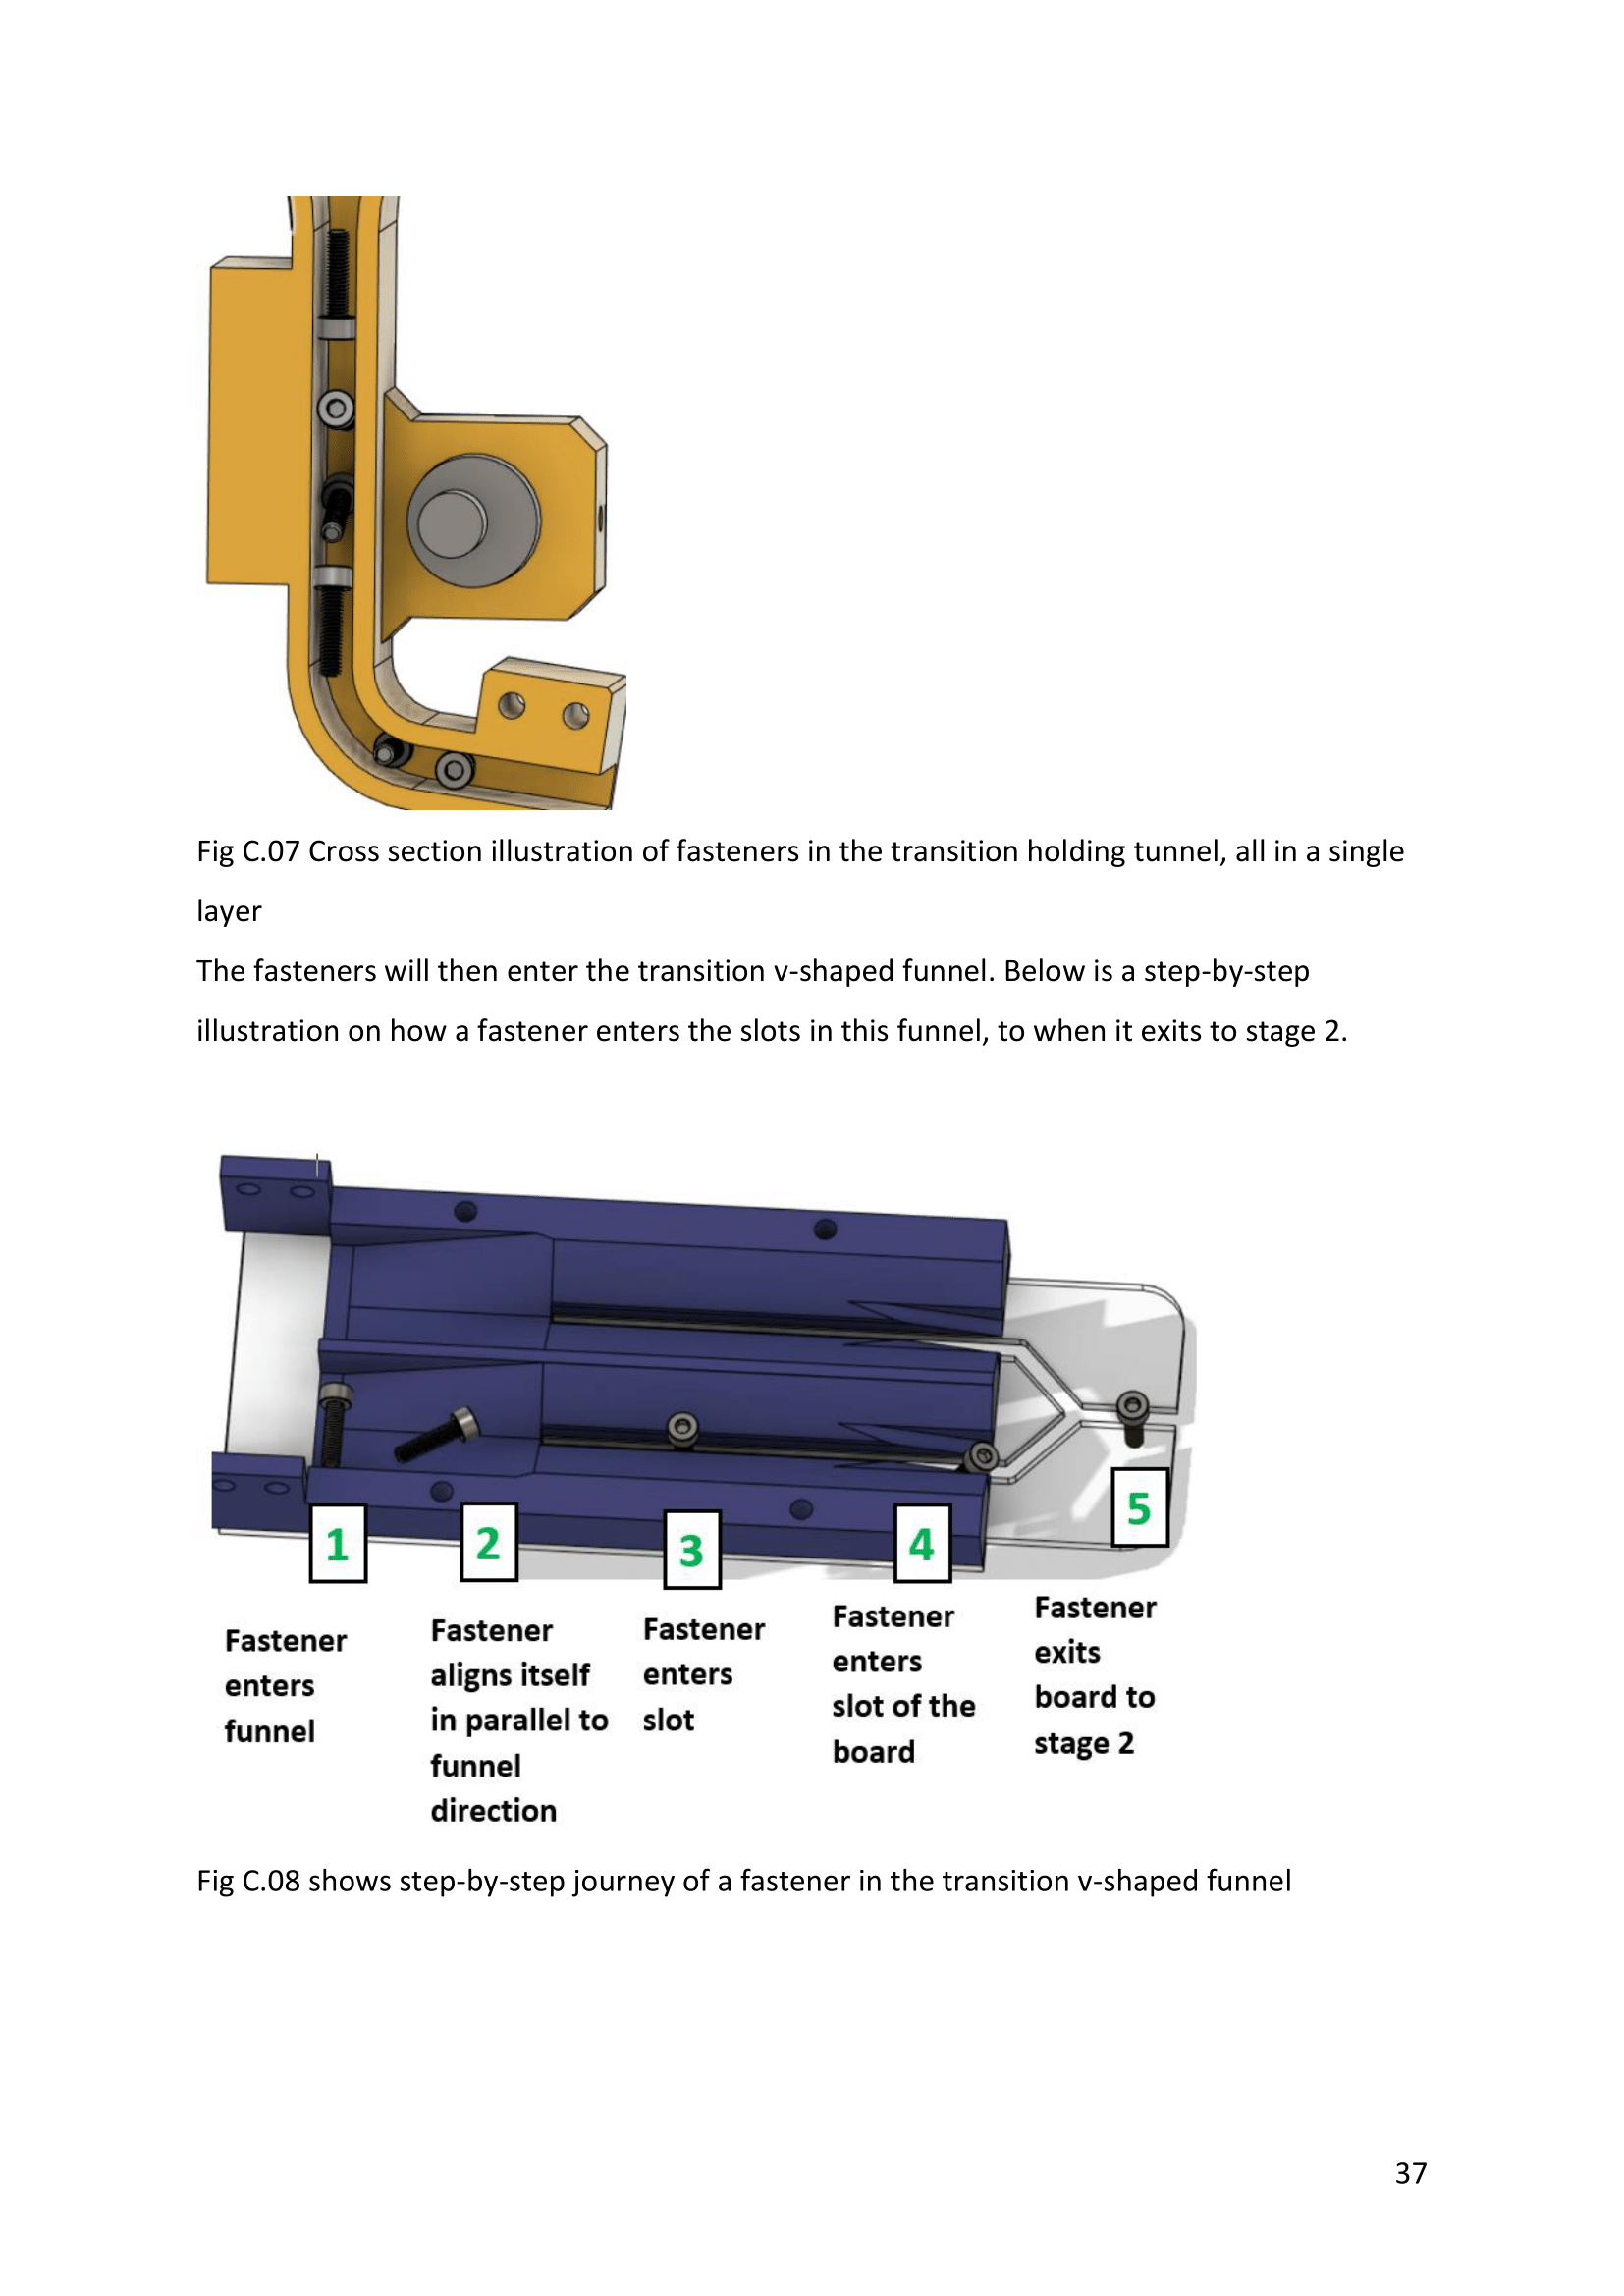 Fig C.07 Cross section illustration of fasteners in the transition holding tunnel, all in a single
layer
The fasteners will then enter the transition v-shaped funnel. Below is a step-by-step
illustration on how a fastener enters the slots in this funnel, to when it exits to stage 2.
1
2
3
4
5
Fastener
enters
funnel
Fastener
aligns itself
in parallel to
funnel
direction
Fastener
enters
slot
Fastener
enters
slot of the
board
Fastener
exits
board to
stage 2
Fig C.08 shows step-by-step journey of a fastener in the transition v-shaped funnel
37